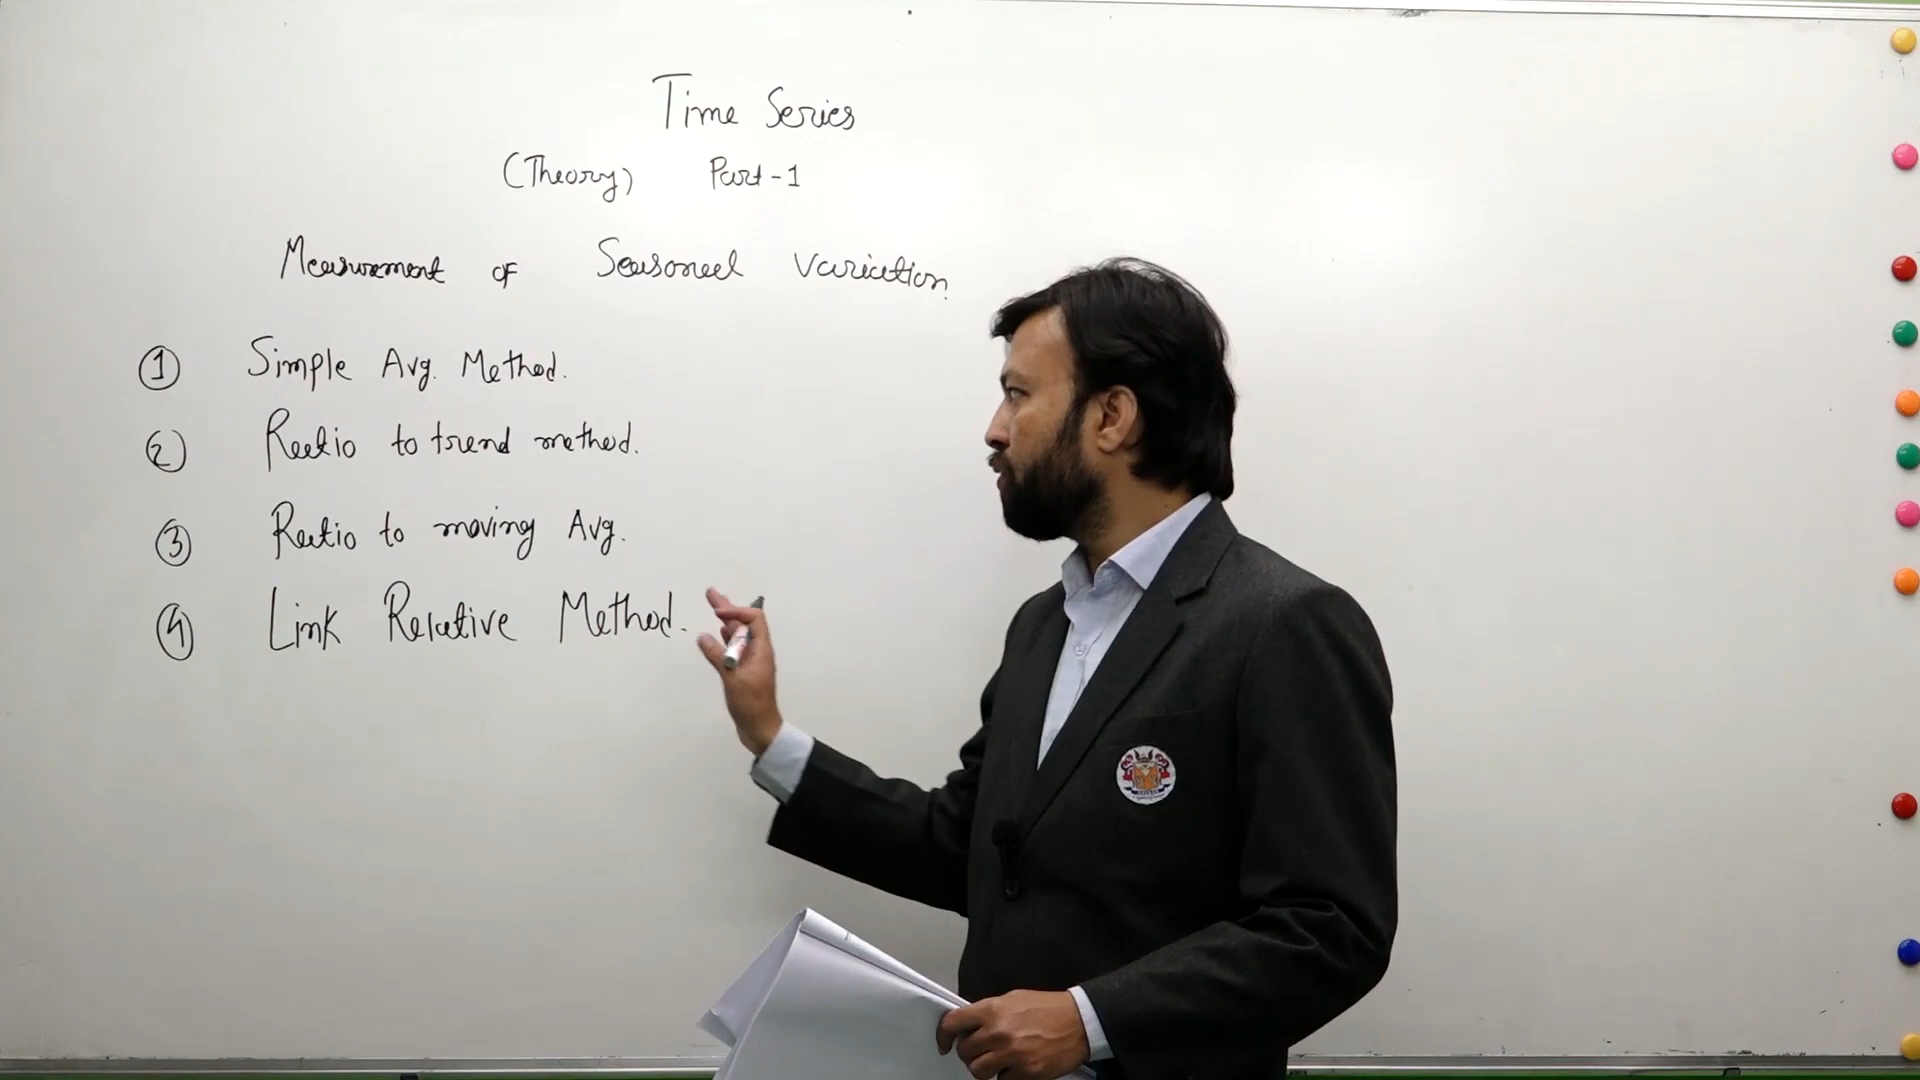 Time Series
(Theory) Part-1
Measurement of Seasonal Variation
① Simple Avg. Method.
② Ratio to trend method.
③ Ratio to moving Avg.
④ Link Relative Method.